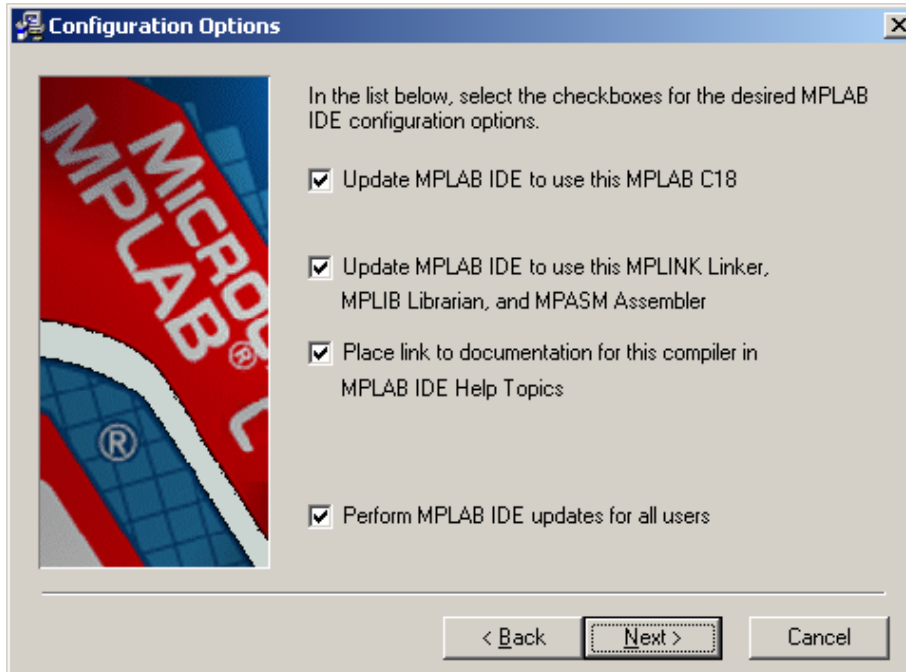 Configuration Options
In the list below, select the checkboxes for the desired MPLAB
IDE configuration options.
Update MPLAB IDE to use this MPLAB C18
Update MPLAB IDE to use this MPLINK Linker,
MPLIB Librarian, and MPASM Assembler
Place link to documentation for this compiler in
MPLAB IDE Help Topics
Perform MPLAB IDE updates for all users
MICRO
MPLAB®
C
®
< Back
Next >
Cancel